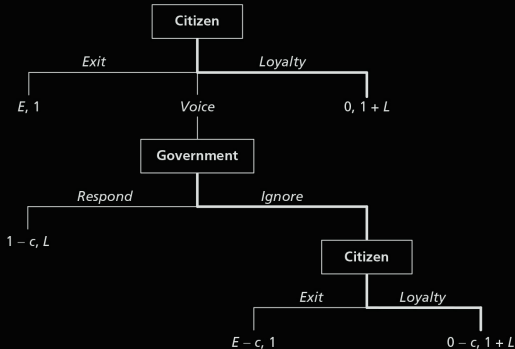 Citizen
Exit
Loyalty
E, 1
Voice
0, 1 + L
Government
Respond
Ignore
1 – c, L
Citizen
Exit
Loyalty
E – c, 1
0 – c, 1 + L